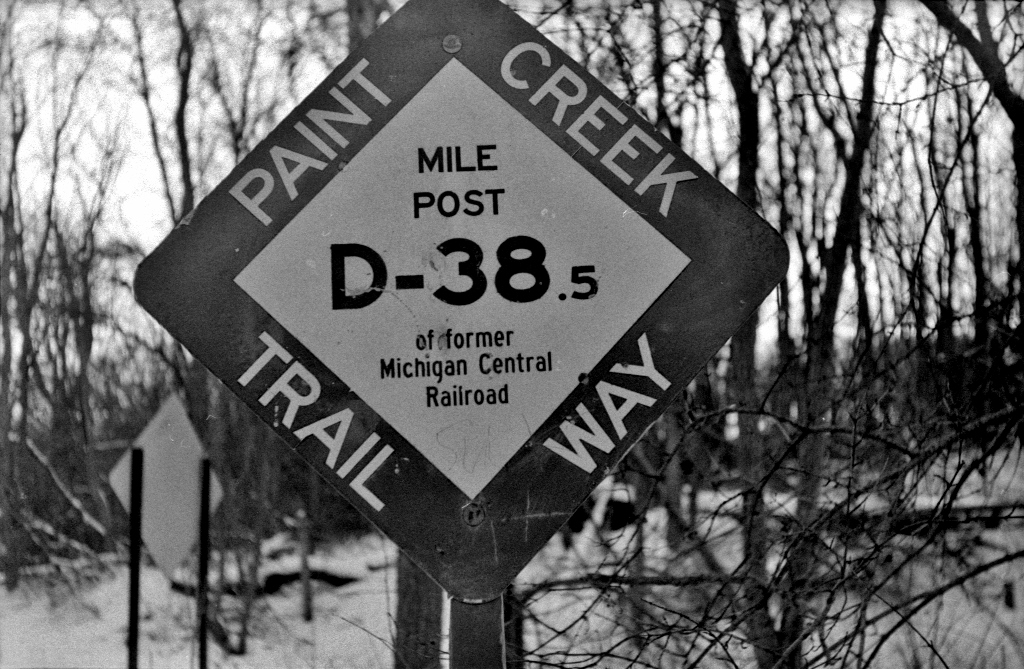 PAINT CREEK
MILE
POST
D-38.5
of former
Michigan Central
Railroad
TRAIL WAY